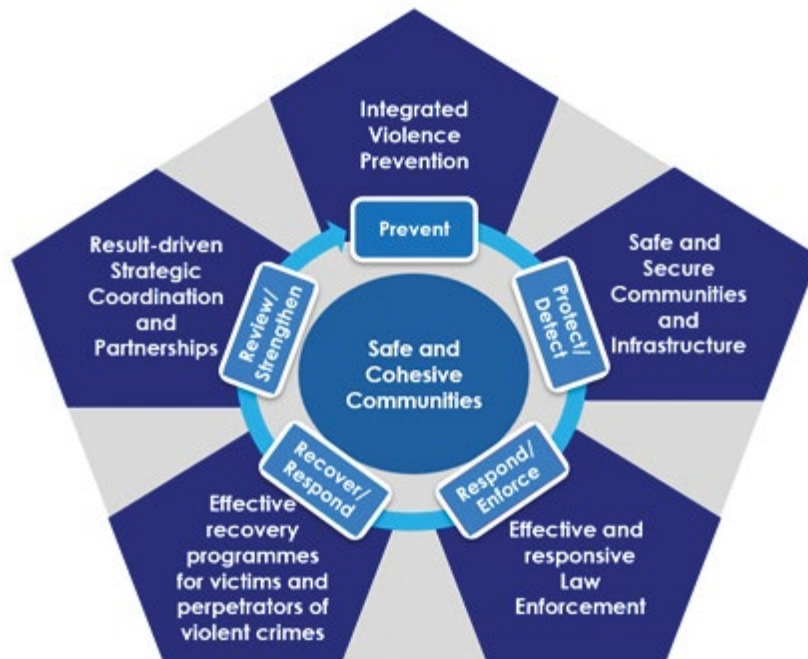 Integrated
Violence
Prevention
Prevent
Result-driven
Strategic
Coordination
and
Partnerships
Review/
Strengthen
Safe and
Cohesive
Communities
Protect/
Detect
Safe and
Secure
Communities
and
Infrastructure
Recover/
Respond
Respond/
Enforce
Effective
recovery
programmes
for victims and
perpetrators of
violent crimes
Effective and
responsive
Law
Enforcement